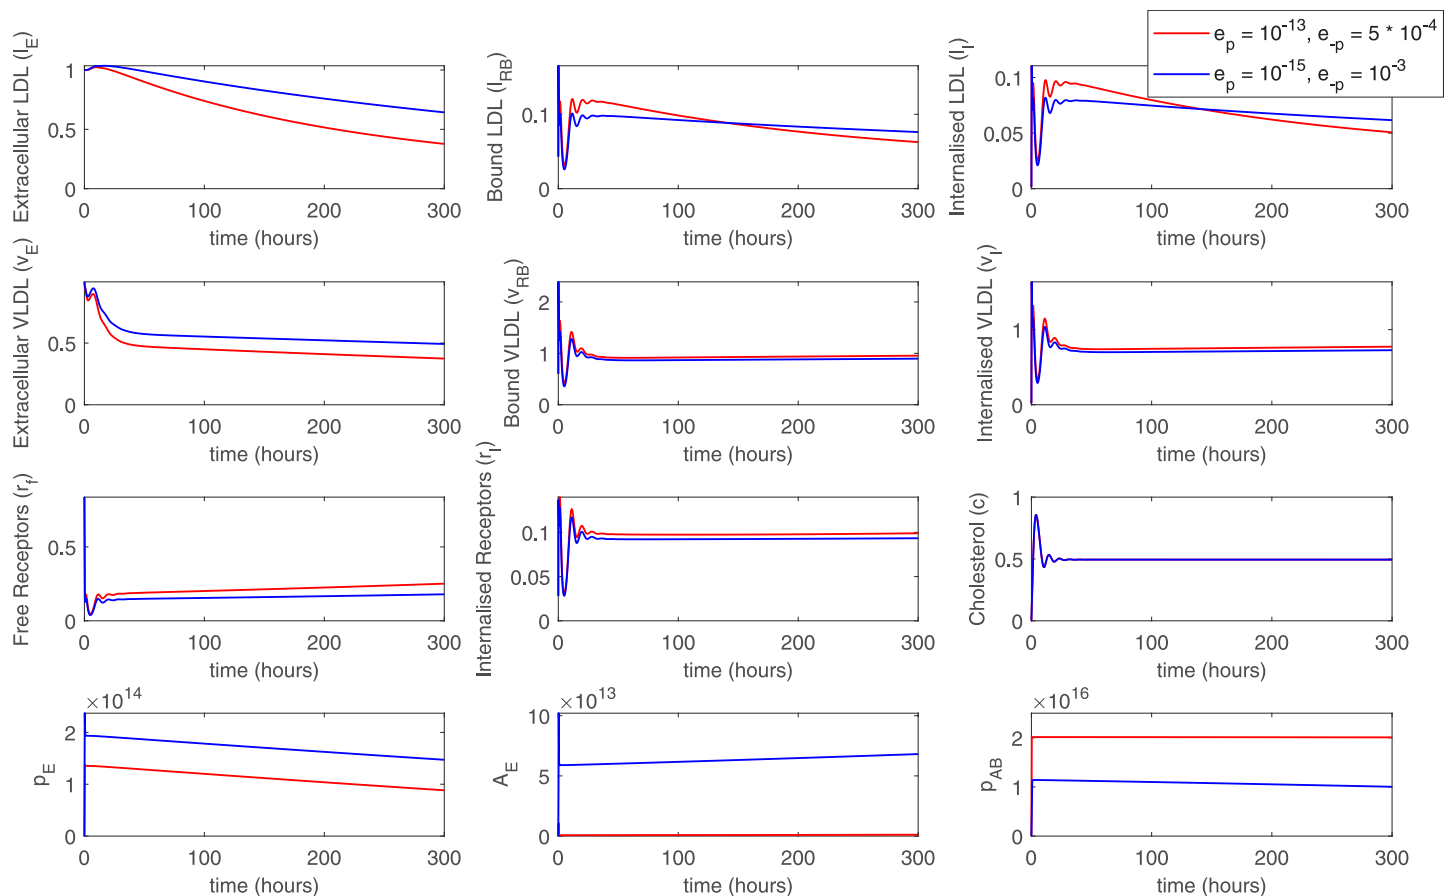 e_p = 10^-13, e_-p = 5 * 10^-4
e_p = 10^-15, e_-p = 10^-3
Extracellular LDL (l_E)
1
0.5
0
0 100 200 300
time (hours)
Bound LDL (l_RB)
0.1
0
0 100 200 300
time (hours)
Internalised LDL (l_I)
0.1
0.05
0
0 100 200 300
time (hours)
Extracellular VLDL (v_E)
0.5
0
0 100 200 300
time (hours)
Bound VLDL (v_RB)
2
1
0
0 100 200 300
time (hours)
Internalised VLDL (v_I)
1
0
0 100 200 300
time (hours)
Free Receptors (r_f)
0.5
0
0 100 200 300
time (hours)
Internalised Receptors (r_I)
0.1
0.05
0
0 100 200 300
time (hours)
Cholesterol (c)
1
0.5
0
0 100 200 300
time (hours)
×10^14
p_E
2
1
0
0 100 200 300
time (hours)
×10^13
A_E
10
5
0
0 100 200 300
time (hours)
×10^16
p_AB
2
1
0
0 100 200 300
time (hours)